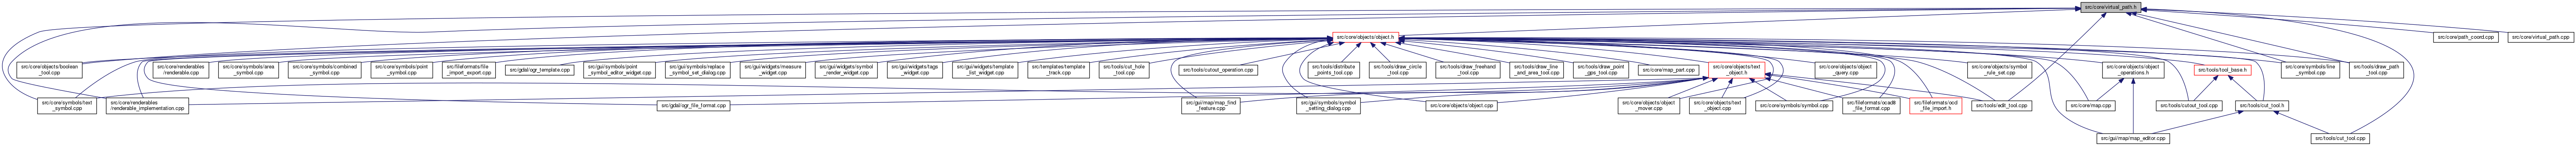 src/core/virtual_path.h
src/core/objects/object.h
src/core/path_coord.cpp
src/core/virtual_path.cpp
src/core/objects/boolean
_tool.cpp
src/core/renderables
/renderable.cpp
src/core/symbols/area
_symbol.cpp
src/core/symbols/combined
_symbol.cpp
src/core/symbols/point
_symbol.cpp
src/fileformats/file
_import_export.cpp
src/gdal/ogr_template.cpp
src/gui/symbols/point
_symbol_editor_widget.cpp
src/gui/symbols/replace
_symbol_set_dialog.cpp
src/gui/widgets/measure
_widget.cpp
src/gui/widgets/symbol
_render_widget.cpp
src/gui/widgets/tags
_widget.cpp
src/gui/widgets/template
_list_widget.cpp
src/templates/template
_track.cpp
src/tools/cut_hole
_tool.cpp
src/tools/cutout_operation.cpp
src/tools/distribute
_points_tool.cpp
src/tools/draw_circle
_tool.cpp
src/tools/draw_freehand
_tool.cpp
src/tools/draw_line
_and_area_tool.cpp
src/tools/draw_point
_gps_tool.cpp
src/core/map_part.cpp
src/core/objects/text
_object.h
src/core/objects/object
_query.cpp
src/core/objects/symbol
_rule_set.cpp
src/core/objects/object
_operations.h
src/tools/tool_base.h
src/core/symbols/line
_symbol.cpp
src/tools/draw_path
_tool.cpp
src/core/symbols/text
_symbol.cpp
src/core/renderables
/renderable_implementation.cpp
src/gdal/ogr_file_format.cpp
src/gui/map/map_find
_feature.cpp
src/gui/symbols/symbol
_setting_dialog.cpp
src/core/objects/object.cpp
src/core/objects/object
_mover.cpp
src/core/objects/text
_object.cpp
src/core/symbols/symbol.cpp
src/fileformats/ocad8
_file_format.cpp
src/fileformats/ocd
_file_import.h
src/tools/edit_tool.cpp
src/core/map.cpp
src/tools/cutout_tool.cpp
src/tools/cut_tool.h
src/gui/map/map_editor.cpp
src/tools/cut_tool.cpp